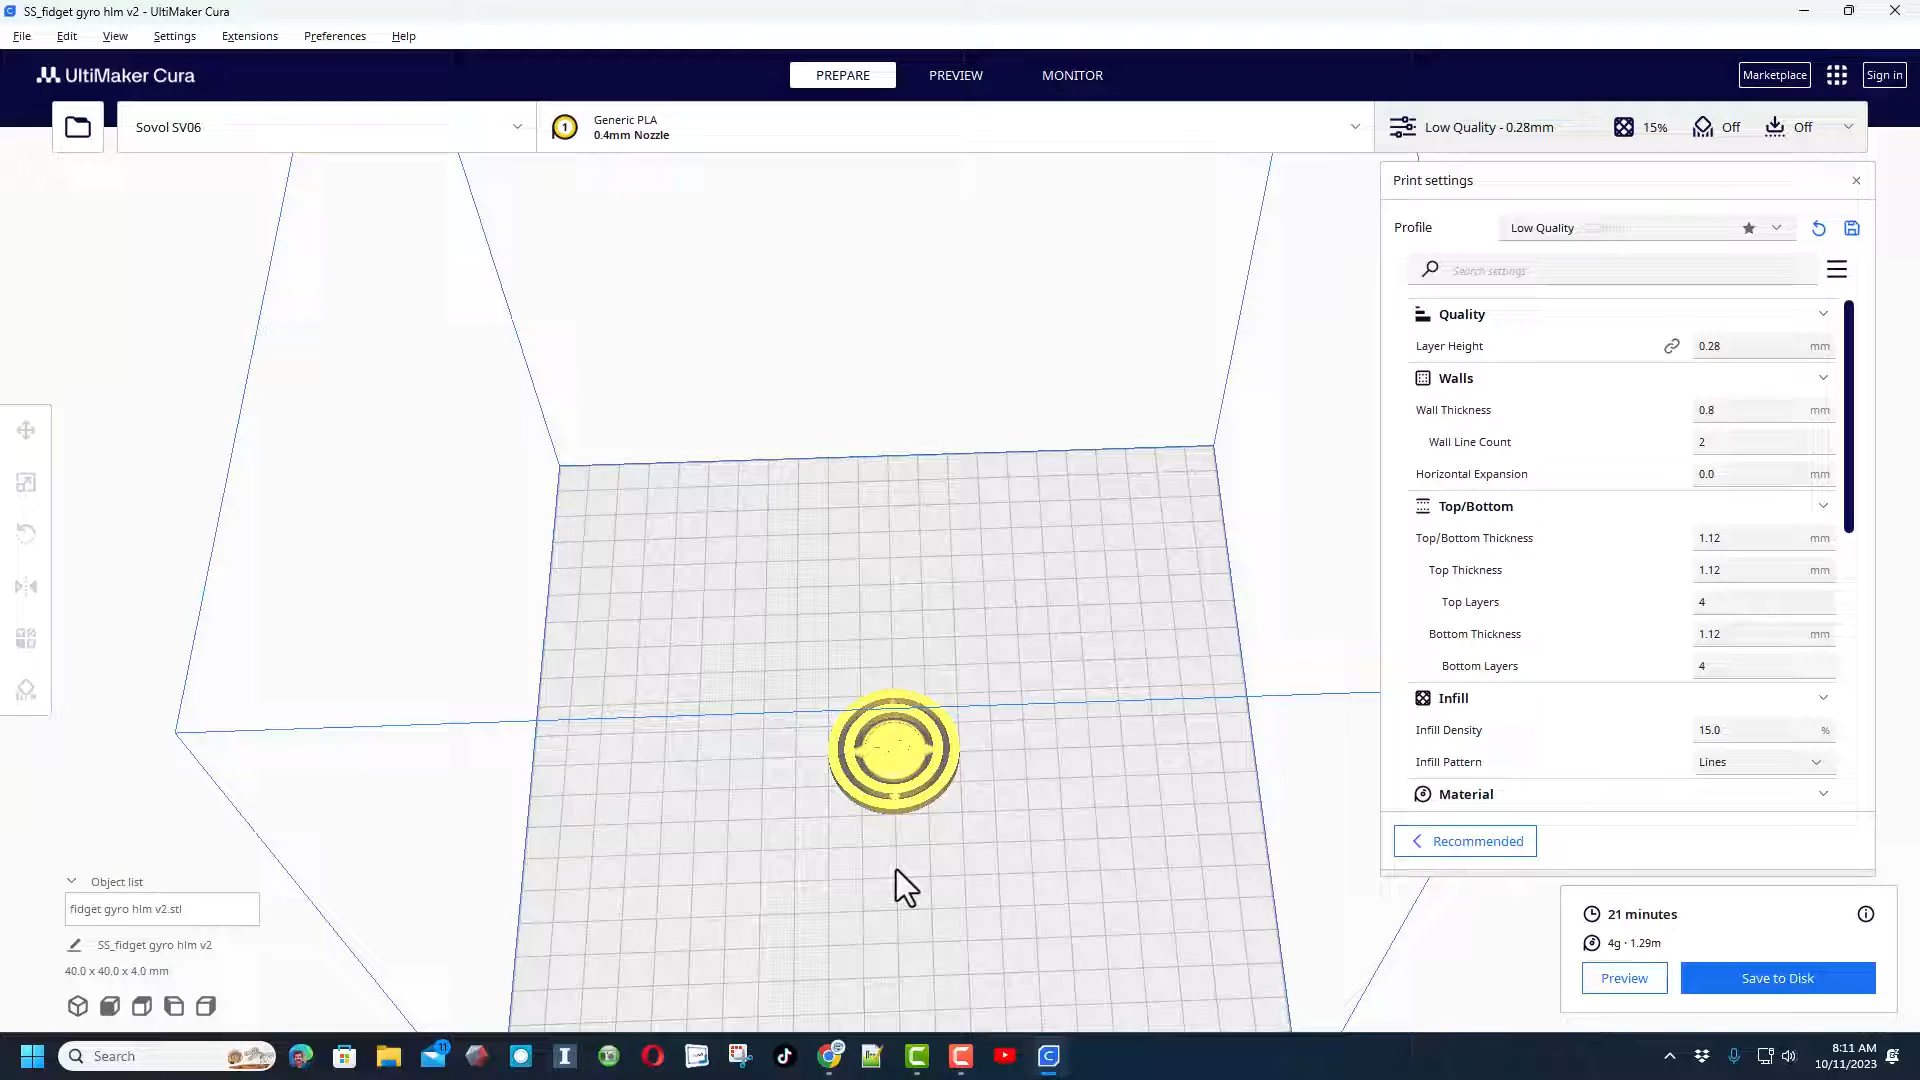 SS_fidget gyro hlm v2 - UltiMaker Cura
File Edit View Settings Extensions Preferences Help
UltiMaker Cura
PREPARE PREVIEW MONITOR
Marketplace Sign in
Sovol SV06
1 Generic PLA
0.4mm Nozzle
Low Quality - 0.28mm 15% Off Off
Print settings
Profile Low Quality
Search settings
Quality
Layer Height 0.28 mm
Walls
Wall Thickness 0.8 mm
Wall Line Count 2
Horizontal Expansion 0.0 mm
Top/Bottom
Top/Bottom Thickness 1.12 mm
Top Thickness 1.12 mm
Top Layers 4
Bottom Thickness 1.12 mm
Bottom Layers 4
Infill
Infill Density 15.0 %
Infill Pattern Lines
Material
Recommended
Object list
fidget gyro hlm v2.stl
SS_fidget gyro hlm v2
40.0 x 40.0 x 4.0 mm
21 minutes
4g · 1.29m
Preview Save to Disk
Search
11
8:11 AM
10/11/2023